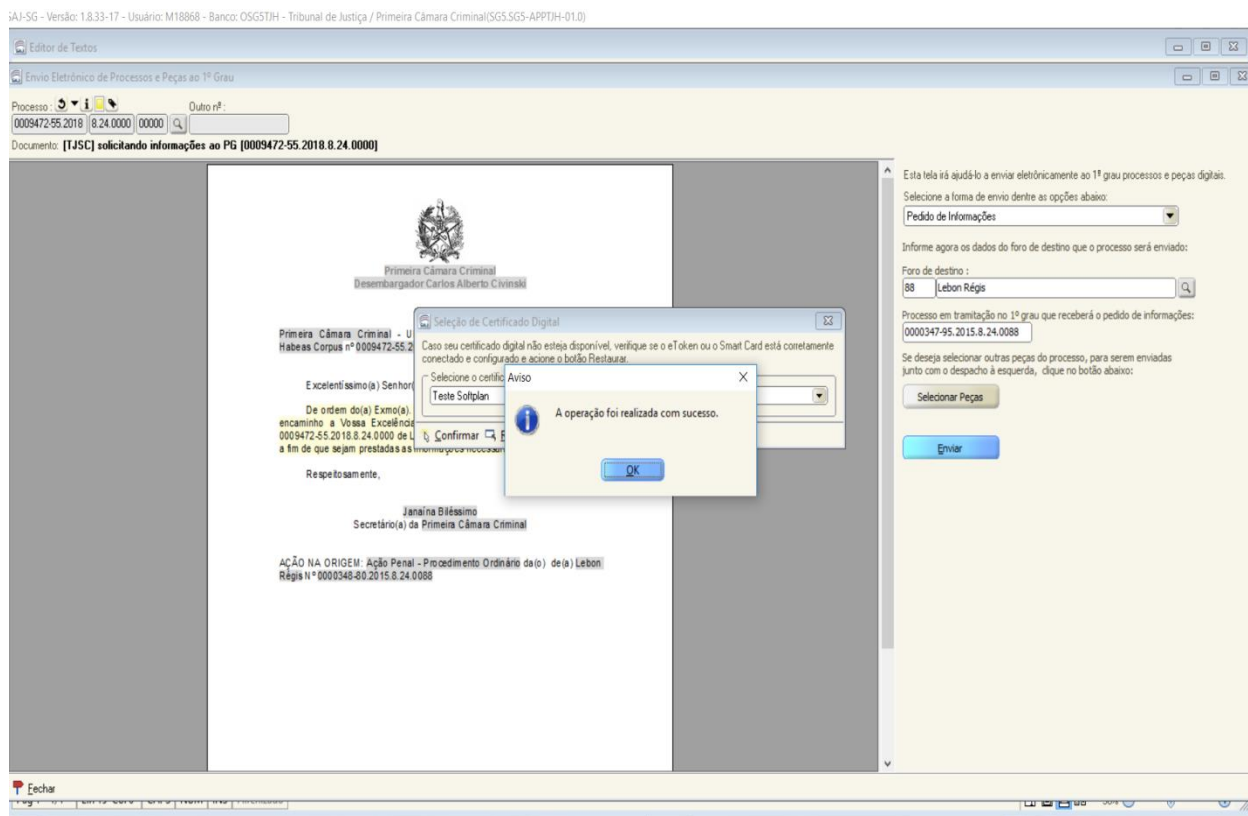 SAJ-SG - Versão: 1.8.33-17 - Usuário: M18868 - Banco: OSG5TJH - Tribunal de Justiça / Primeira Câmara Criminal(SG5.SG5-APPTJH-01.0)
Editor de Textos
Envio Eletrônico de Processos e Peças ao 1º Grau
Processo :
Outro nº :
0009472-55.2018 8.24.0000 00000
Documento: [TJSC] solicitando informações ao PG [0009472-55.2018.8.24.0000]
Primeira Câmara Criminal
Desembargador Carlos Alberto Civinski
Primeira Câmara Criminal - U
Habeas Corpus nº 0009472-55.2
Excelentíssimo(a) Senhor(
De ordem do(a) Exmo(a).
encaminho a Vossa Excelência
0009472-55.2018.8.24.0000 de L
a fim de que sejam prestadas as informações
Respeitosamente,
Janaína Biléssimo
Secretário(a) da Primeira Câmara Criminal
AÇÃO NA ORIGEM: Ação Penal - Procedimento Ordinário da(o) de(a) Lebon
Régis Nº 0000348-80.2015.8.24.0088
Seleção de Certificado Digital
Caso seu certificado digital não esteja disponível, verifique se o eToken ou o Smart Card está corretamente
conectado e configurado e acione o botão Restaurar.
Selecione o certific
Teste Softplan
Confirmar
Aviso
A operação foi realizada com sucesso.
OK
Esta tela irá ajudá-lo a enviar eletrônicamente ao 1º grau processos e peças digitais.
Selecione a forma de envio dentre as opções abaixo:
Pedido de Informações
Informe agora os dados do foro de destino que o processo será enviado:
Foro de destino :
88 Lebon Régis
Processo em tramitação no 1º grau que receberá o pedido de informações:
0000347-95.2015.8.24.0088
Se deseja selecionar outras peças do processo, para serem enviadas
junto com o despacho à esquerda, clique no botão abaixo:
Selecionar Peças
Enviar
Fechar